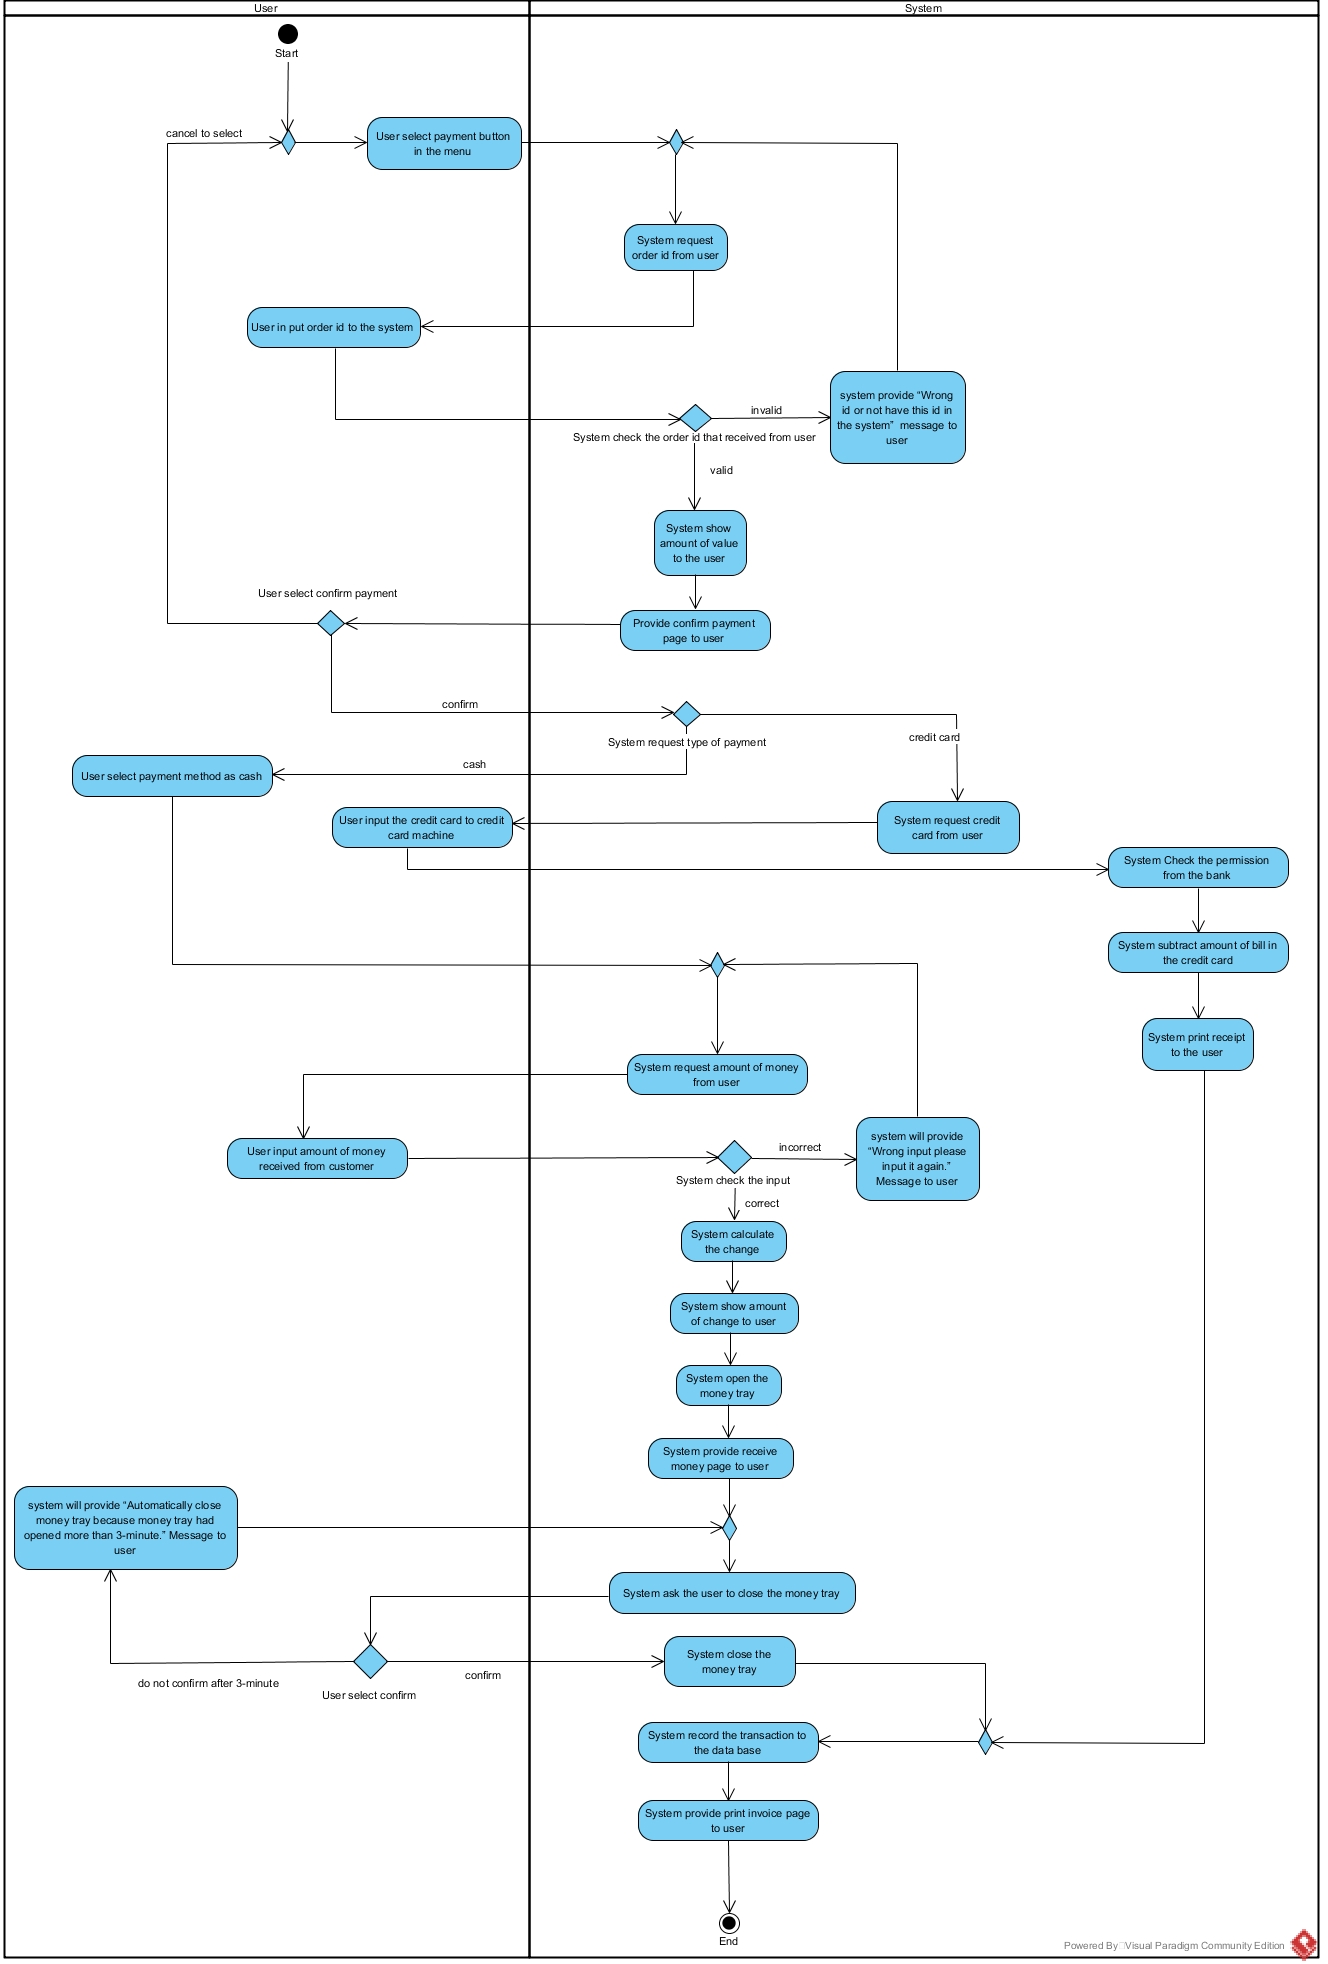 User
System
Start
cancel to select
User select payment button
in the menu
System request
order id from user
User in put order id to the system
system provide “Wrong
id or not have this id in
the system”  message to
user
invalid
System check the order id that received from user
valid
System show
amount of value
to the user
User select confirm payment
Provide confirm payment
page to user
confirm
System request type of payment
credit card
cash
User select payment method as cash
User input the credit card to credit
card machine
System request credit
card from user
System Check the permission
from the bank
System subtract amount of bill in
the credit card
System print receipt
to the user
System request amount of money
from user
User input amount of money
received from customer
incorrect
system will provide
“Wrong input please
input it again.”
Message to user
System check the input
correct
System calculate
the change
System show amount
of change to user
System open the
money tray
System provide receive
money page to user
system will provide “Automatically close
money tray because money tray had
opened more than 3-minute.” Message to
user
System ask the user to close the money tray
System close the
money tray
confirm
do not confirm after 3-minute
User select confirm
System record the transaction to
the data base
System provide print invoice page
to user
End
Powered By Visual Paradigm Community Edition